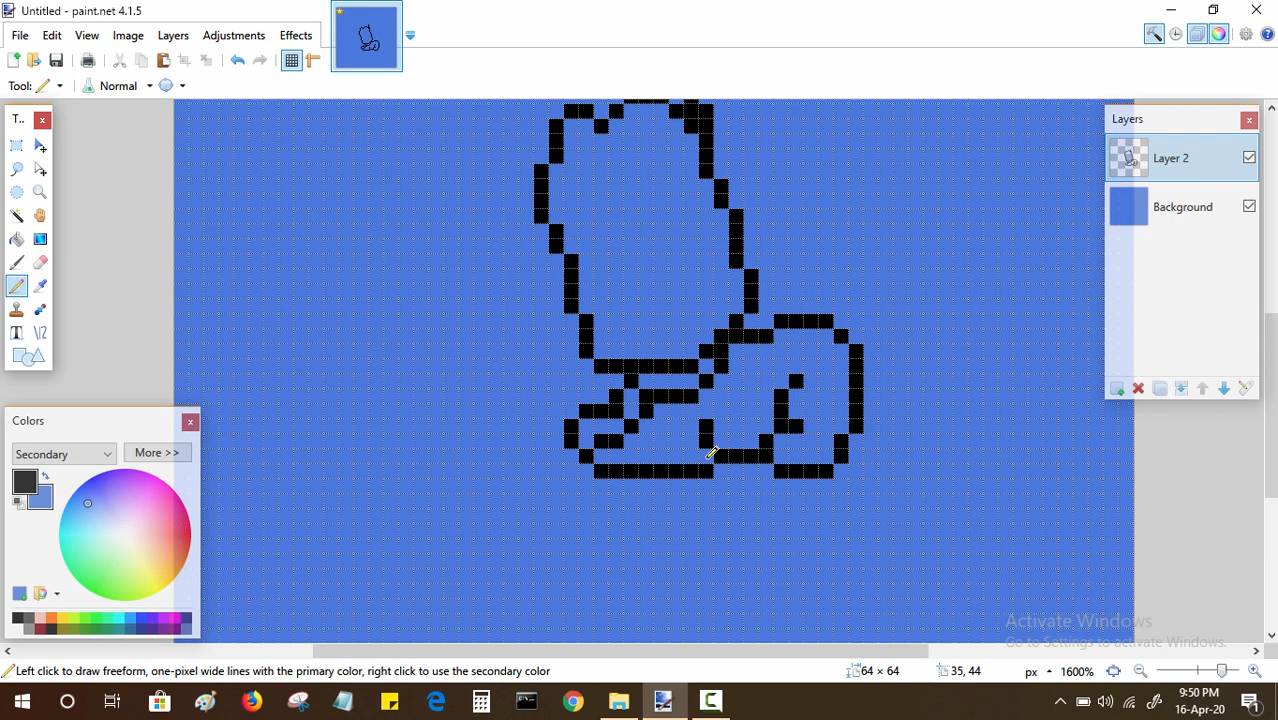 Untitled - paint.net 4.1.5
File Edit View Image Layers Adjustments Effects
Tool: Normal
T..
Layers
Layer 2
Background
Colors
Secondary
More >>
Activate Windows
Go to Settings to activate Windows.
Left click to draw freeform, one-pixel wide lines with the primary color, right click to use the secondary color
64 × 64
35, 44
px
1600%
9:50 PM
16-Apr-20
1